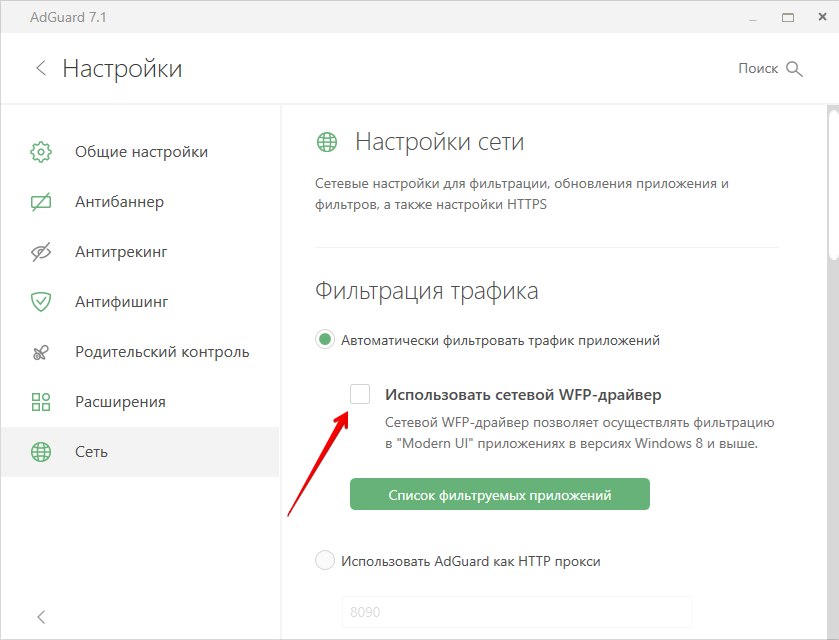 AdGuard 7.1
Настройки
Поиск
Общие настройки
Антибаннер
Антитрекинг
Антифишинг
Родительский контроль
Расширения
Сеть
Настройки сети
Сетевые настройки для фильтрации, обновления приложения и
фильтров, а также настройки HTTPS
Фильтрация трафика
Автоматически фильтровать трафик приложений
Использовать сетевой WFP-драйвер
Сетевой WFP-драйвер позволяет осуществлять фильтрацию
в "Modern UI" приложениях в версиях Windows 8 и выше.
Список фильтруемых приложений
Использовать AdGuard как HTTP прокси
8090